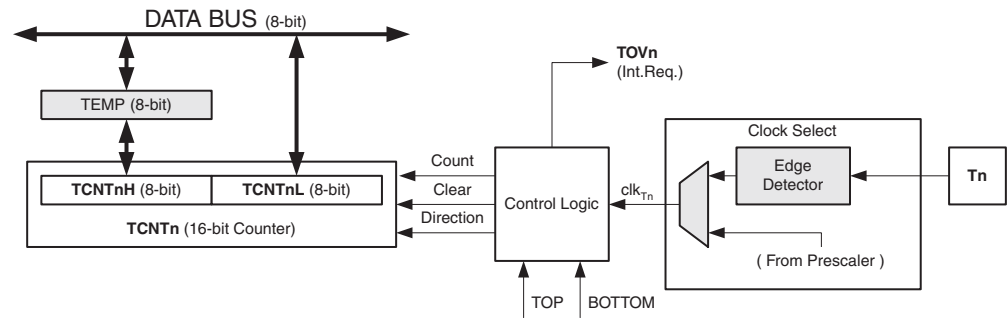 DATA BUS (8-bit)
TOVn
(Int.Req.)
TEMP (8-bit)
Clock Select
Count
Edge
Detector
TCNTnH (8-bit)
TCNTnL (8-bit)
Clear
Control Logic
clkTn
Tn
Direction
TCNTn (16-bit Counter)
( From Prescaler )
TOP
BOTTOM